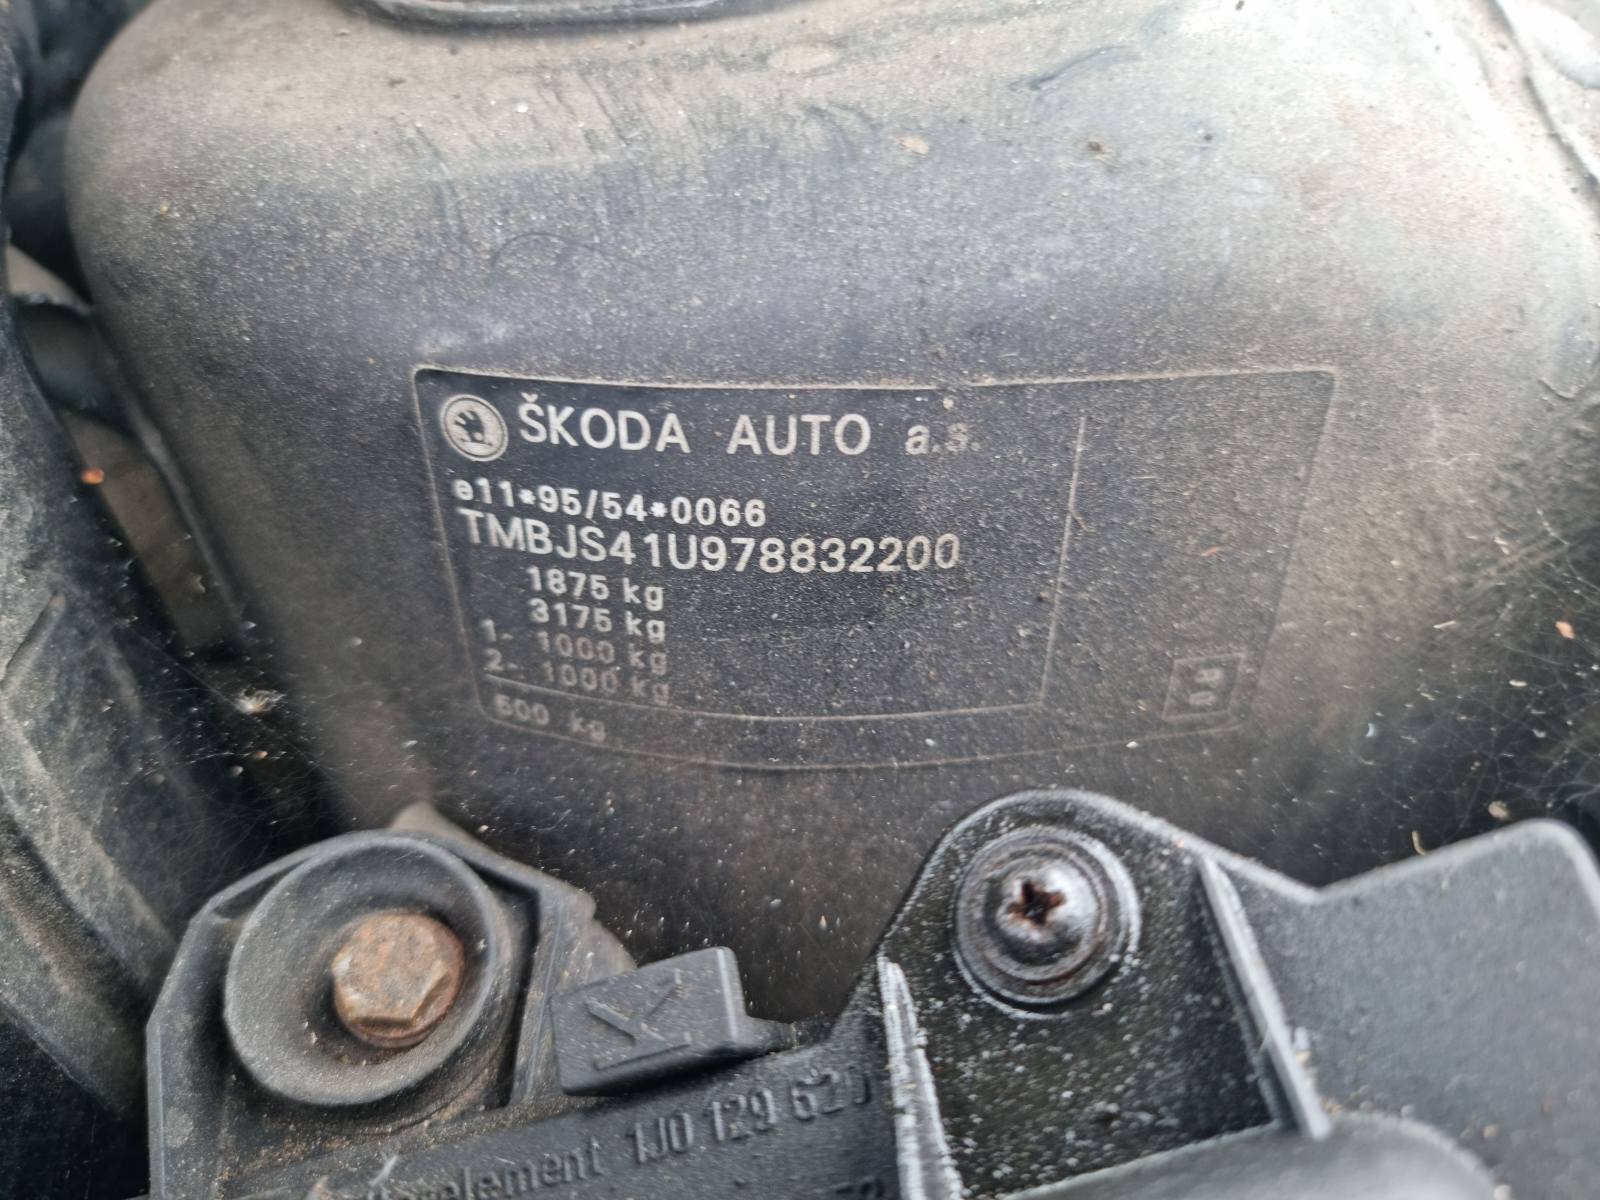 ŠKODA AUTO a.s.
e11*95/54*0066
TMBJS41U978832200
1875 kg
3175 kg
1- 1000 kg
2- 1000 kg
500 kg
1J0 129 620